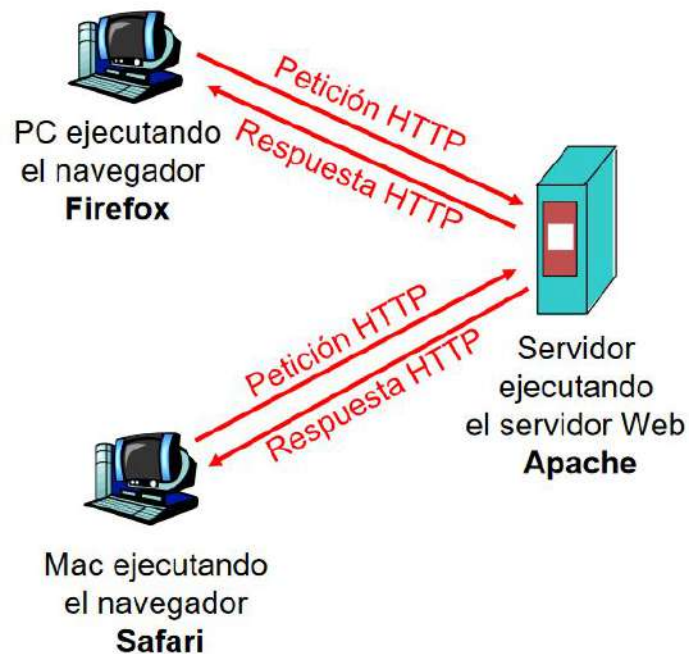 Petición HTTP
Respuesta HTTP
PC ejecutando
el navegador
Firefox
Petición HTTP
Respuesta HTTP
Servidor
ejecutando
el servidor Web
Apache
Mac ejecutando
el navegador
Safari